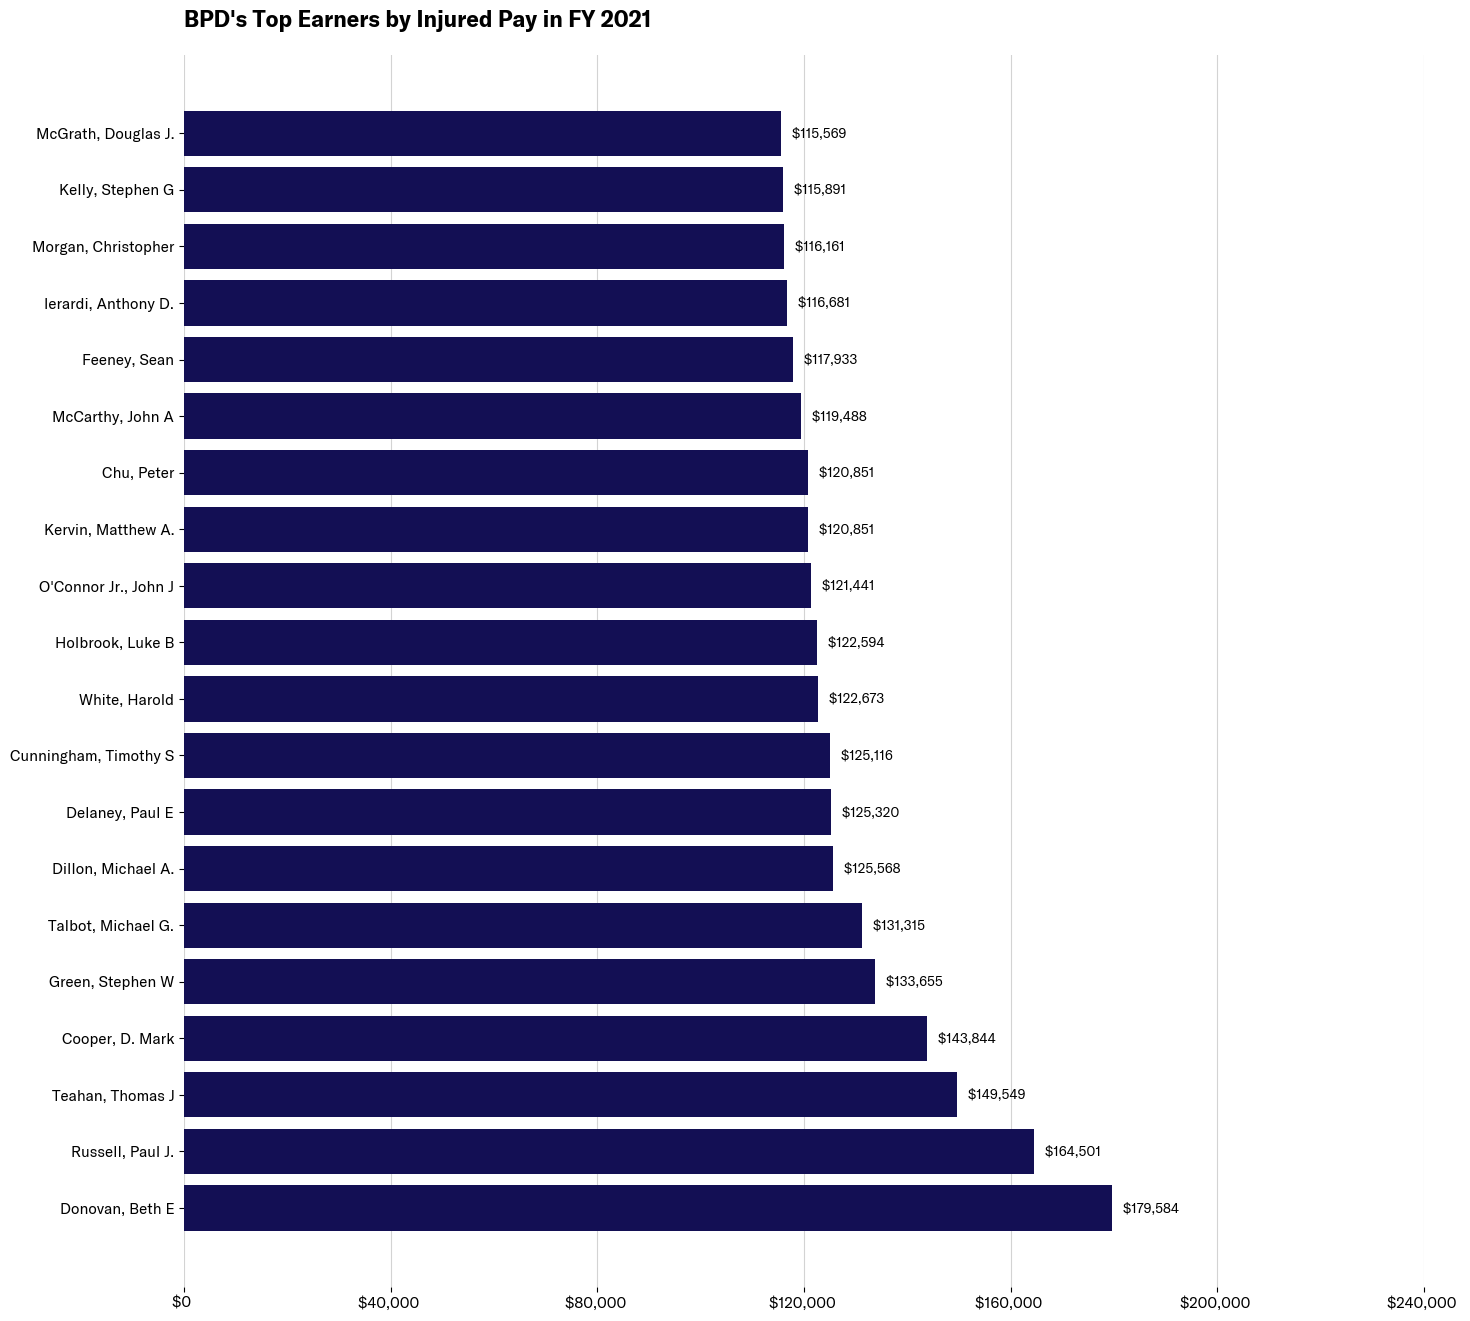 BPD's Top Earners by Injured Pay in FY 2021
McGrath, Douglas J. $115,569
Kelly, Stephen G $115,891
Morgan, Christopher $116,161
Ierardi, Anthony D. $116,681
Feeney, Sean $117,933
McCarthy, John A $119,488
Chu, Peter $120,851
Kervin, Matthew A. $120,851
O'Connor Jr., John J $121,441
Holbrook, Luke B $122,594
White, Harold $122,673
Cunningham, Timothy S $125,116
Delaney, Paul E $125,320
Dillon, Michael A. $125,568
Talbot, Michael G. $131,315
Green, Stephen W $133,655
Cooper, D. Mark $143,844
Teahan, Thomas J $149,549
Russell, Paul J. $164,501
Donovan, Beth E $179,584
$0 $40,000 $80,000 $120,000 $160,000 $200,000 $240,000